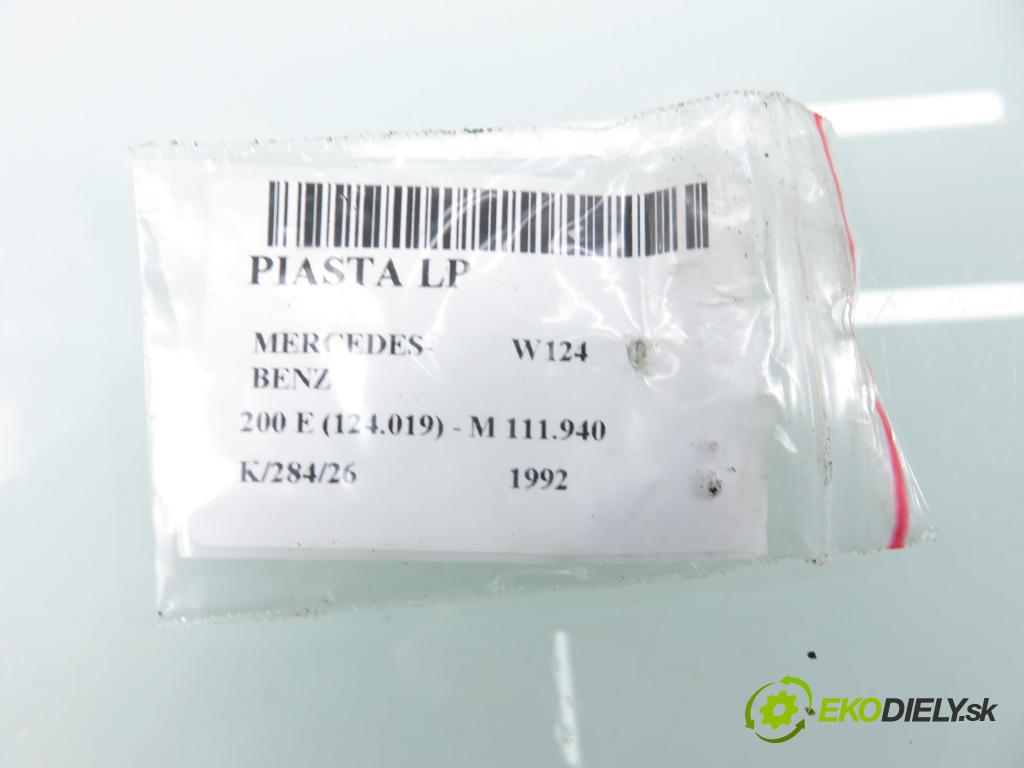 PIASTA LP
MERCEDES- W124
BENZ
200 E (124.019) - M 111.940
K/284/26 1992
EKODIELY.sk